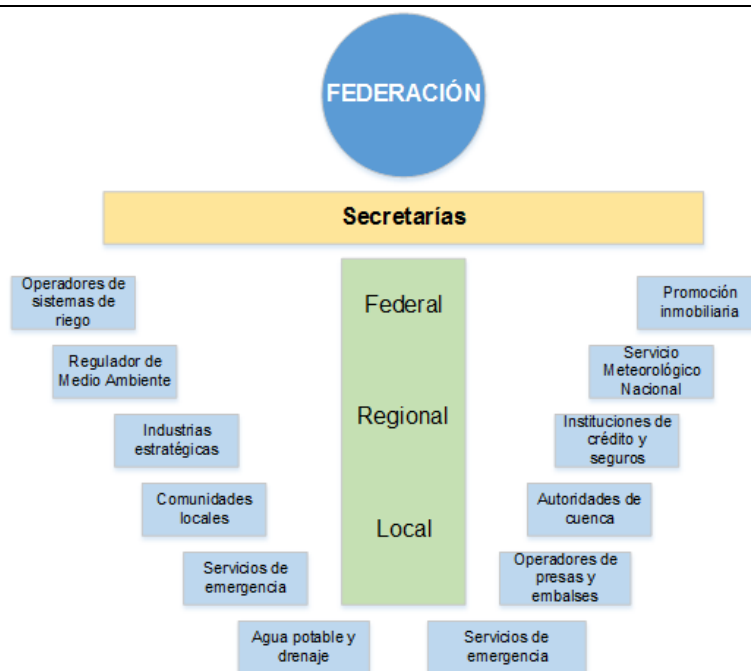 FEDERACIÓN
Secretarías
Federal
Regional
Local
Operadores de
sistemas de
riego
Regulador de
Medio Ambiente
Industrias
estratégicas
Comunidades
locales
Servicios de
emergencia
Agua potable y
drenaje
Promoción
inmobiliaria
Servicio
Meteorológico
Nacional
Instituciones de
crédito y
seguros
Autoridades de
cuenca
Operadores de
presas y
embalses
Servicios de
emergencia